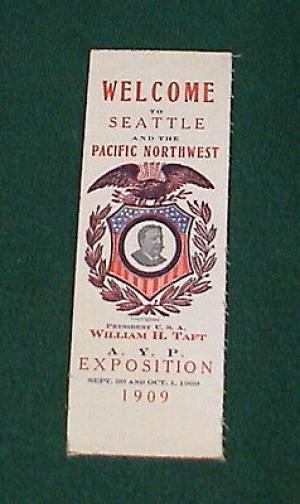 WELCOME
TO
SEATTLE
AND THE
PACIFIC NORTHWEST
PRESIDENT U. S. A.
WILLIAM H. TAFT
A. Y. P.
EXPOSITION
SEPT. 30 AND OCT. 1, 1909
1909